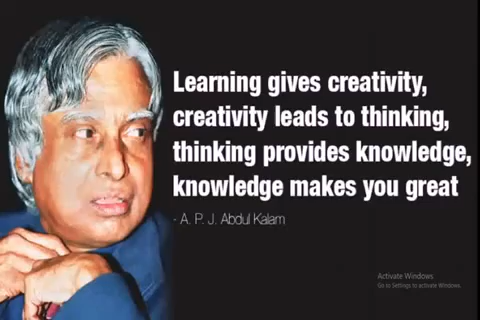 Learning gives creativity,
creativity leads to thinking,
thinking provides knowledge,
knowledge makes you great
- A. P. J. Abdul Kalam
Activate Windows
Go to Settings to activate Windows.